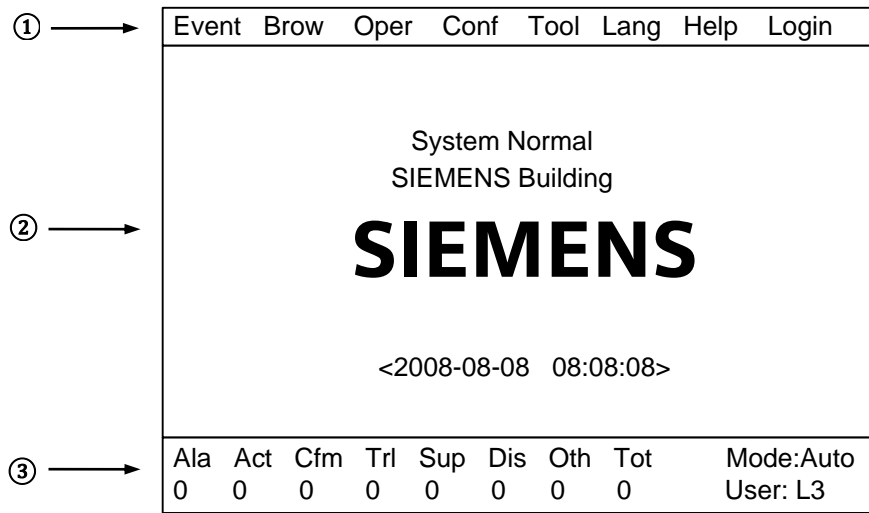 ① Event Brow Oper Conf Tool Lang Help Login
System Normal
SIEMENS Building
② SIEMENS
<2008-08-08 08:08:08>
Ala Act Cfm Trl Sup Dis Oth Tot Mode:Auto
③
0 0 0 0 0 0 0 0 User: L3